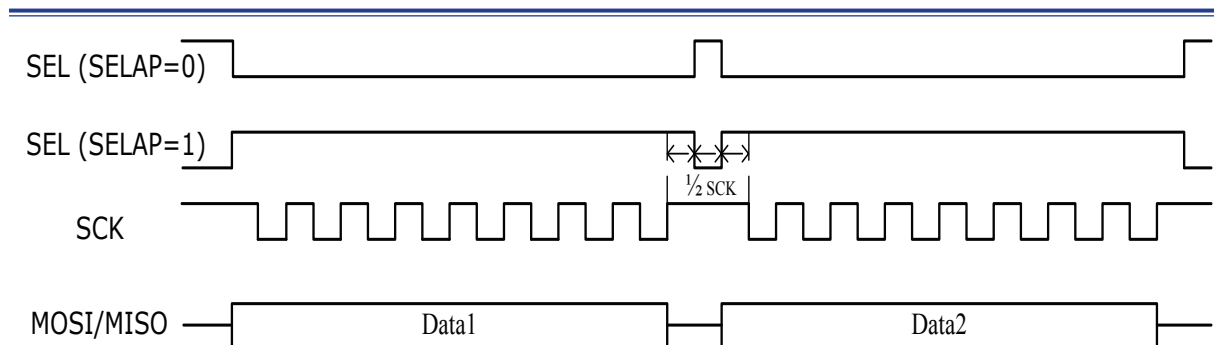 SEL (SELAP=0)
SEL (SELAP=1)
½ SCK
SCK
MOSI/MISO
Data1
Data2